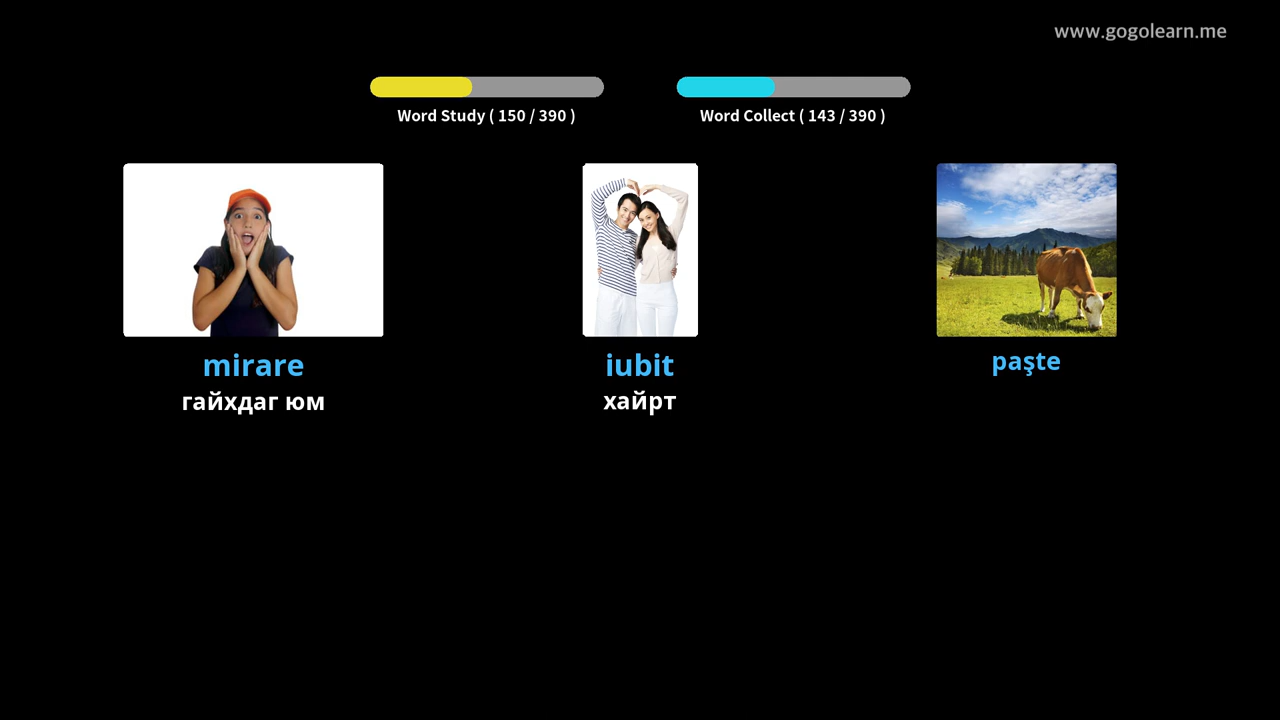 www.gogolearn.me
Word Study ( 150 / 390 )
Word Collect ( 143 / 390 )
mirare
гайхдаг юм
iubit
хайрт
paşte